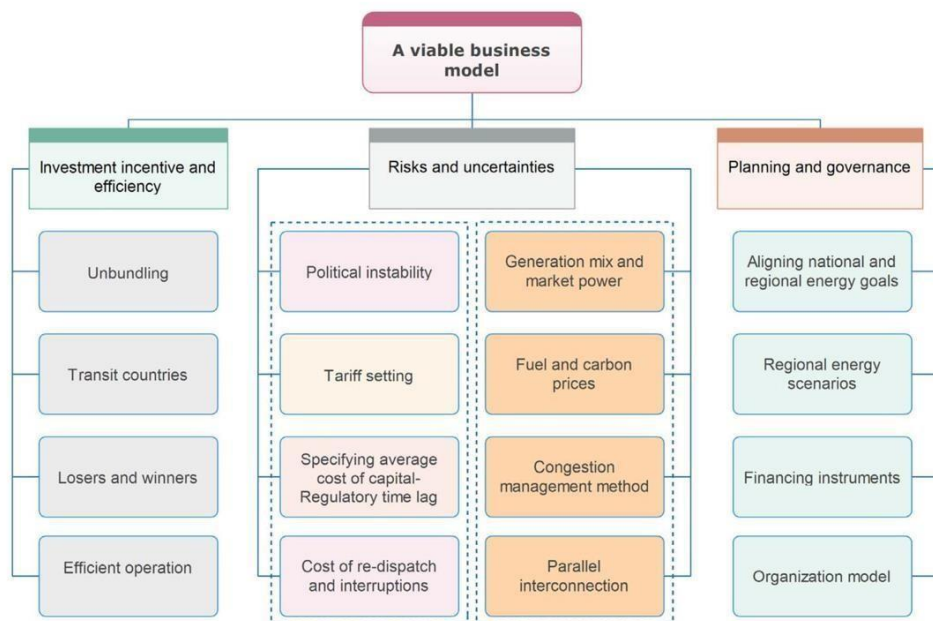 A viable business
model
Investment incentive and
efficiency
Risks and uncertainties
Planning and governance
Unbundling
Political instability
Generation mix and
market power
Aligning national and
regional energy goals
Transit countries
Tariff setting
Fuel and carbon
prices
Regional energy
scenarios
Losers and winners
Specifying average
cost of capital-
Regulatory time lag
Congestion
management method
Financing instruments
Efficient operation
Cost of re-dispatch
and interruptions
Parallel
interconnection
Organization model